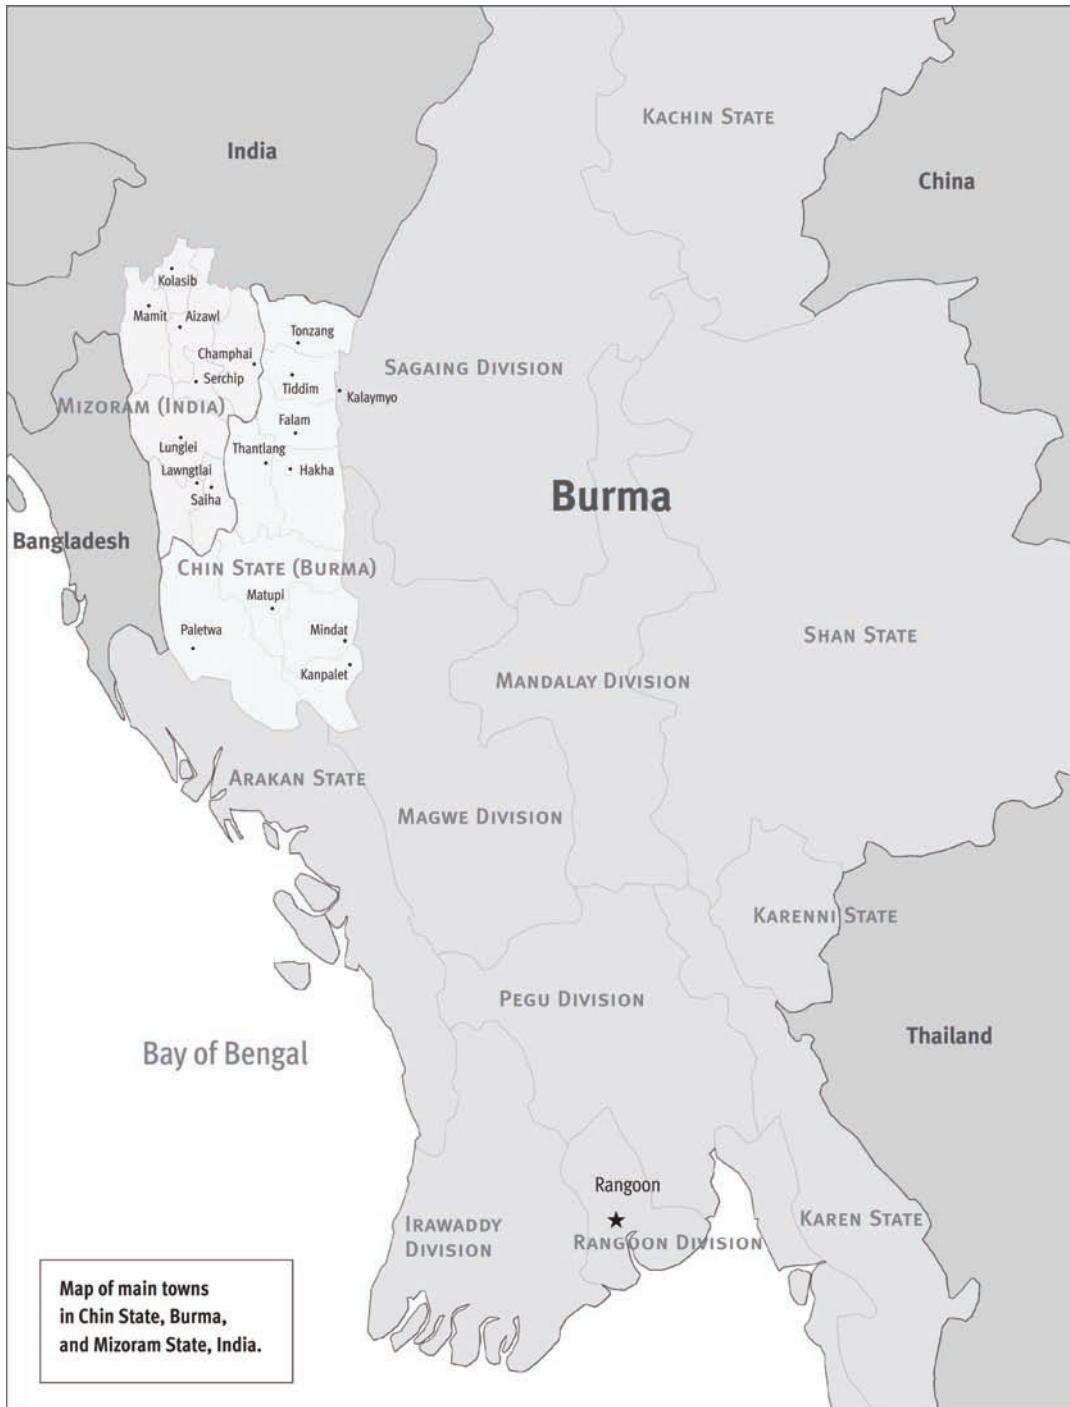 KACHIN STATE
India
China
Kolasib
Mamit
Aizawl
Tonzang
Champhai
SAGAING DIVISION
Serchip
Tiddim
Kalaymyo
MIZORAM (INDIA)
Falam
Lunglei
Thantlang
Lawngtlai
Hakha
Saiha
Burma
Bangladesh
CHIN STATE (BURMA)
Matupi
Paletwa
Mindat
SHAN STATE
Kanpalet
MANDALAY DIVISION
ARAKAN STATE
MAGWE DIVISION
KARENNI STATE
PEGU DIVISION
Thailand
Bay of Bengal
Rangoon
IRAWADDY
DIVISION
KAREN STATE
RANGOON DIVISION
Map of main towns
in Chin State, Burma,
and Mizoram State, India.